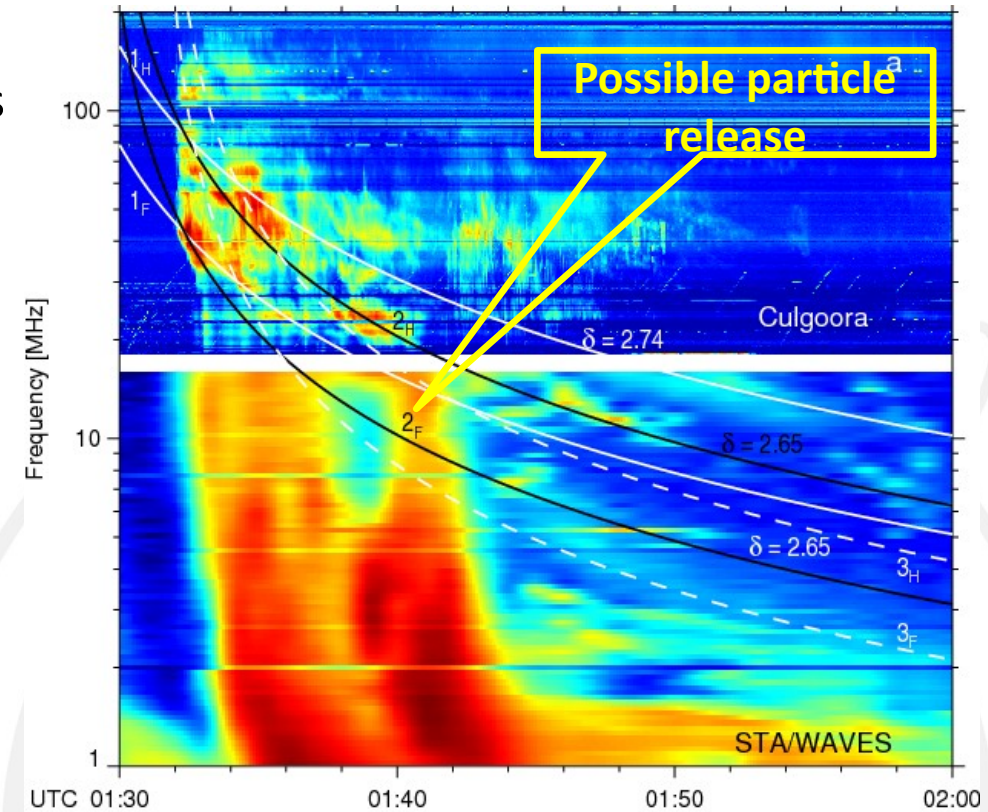 s
a
Possible particle
release
1H
1F
100
Frequency [MHz]
10
1
2H
Culgoora
δ = 2.74
2F
δ = 2.65
δ = 2.65
3H
3F
STA/WAVES
UTC 01:30 01:40 01:50 02:00